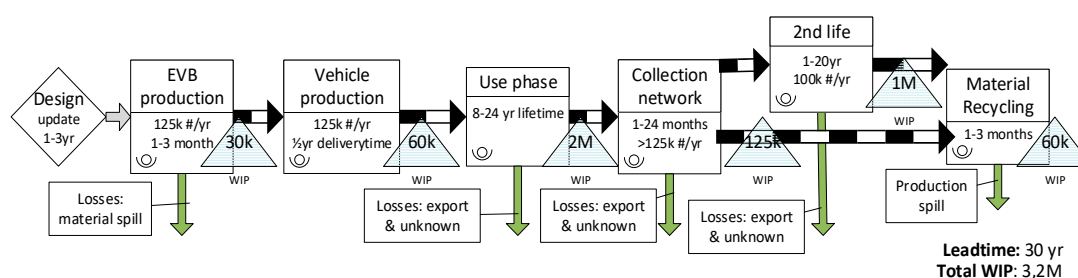 Design
update
1-3yr
EVB
production
125k #/yr
1-3 month
30k
WIP
Losses:
material spill
Vehicle
production
125k #/yr
½yr deliverytime
60k
WIP
Use phase
8-24 yr lifetime
2M
WIP
Losses: export
& unknown
Collection
network
1-24 months
>125k #/yr
125k
WIP
Losses: export
& unknown
2nd life
1-20yr
100k #/yr
1M
WIP
Losses: export
& unknown
Material
Recycling
1-3 months
60k
WIP
Production
spill
Leadtime: 30 yr
Total WIP: 3,2M